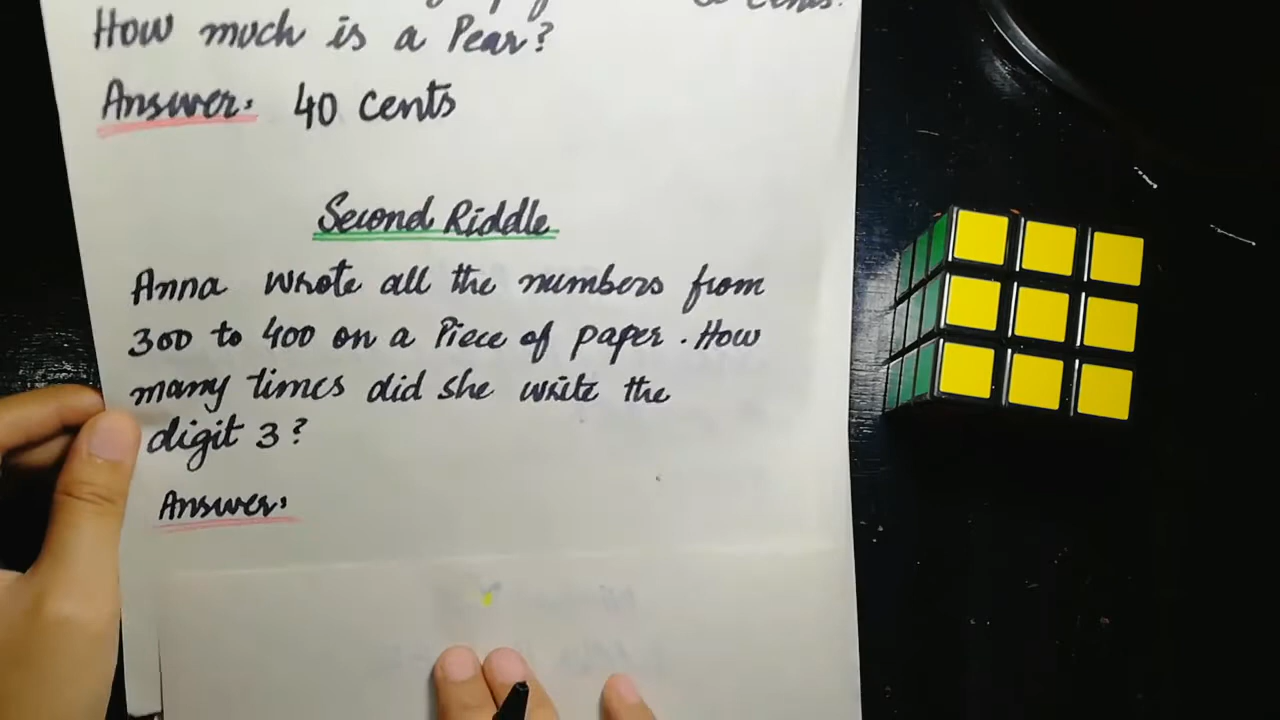 How much is a Pear?
Answer: 40 cents
Second Riddle
Anna wrote all the numbers from
300 to 400 on a Piece of paper. How
many times did she write the
digit 3?
Answer: